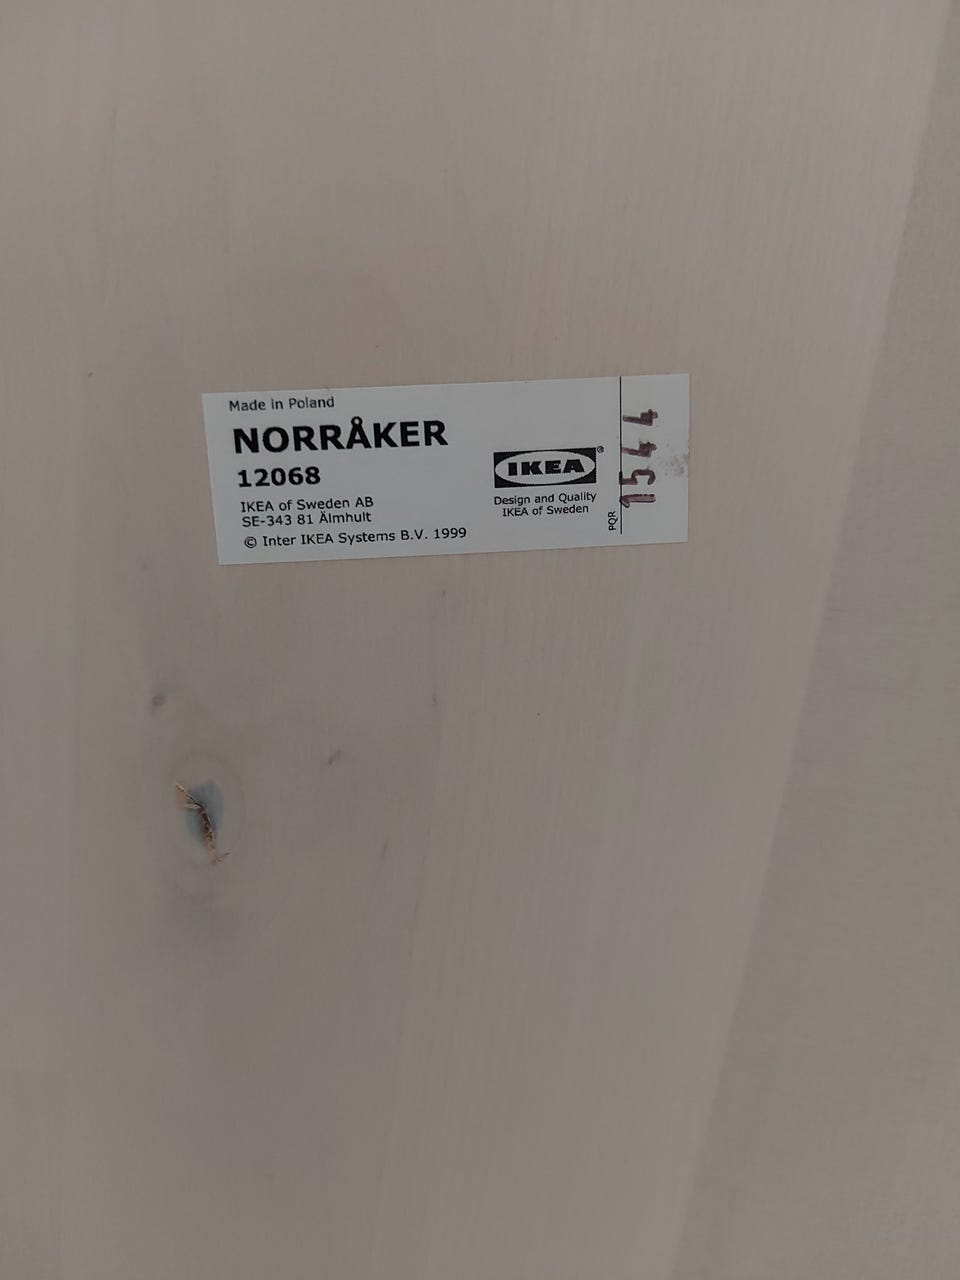 Made in Poland
NORRÅKER
12068
IKEA of Sweden AB
SE-343 81 Älmhult
© Inter IKEA Systems B.V. 1999
IKEA®
Design and Quality
IKEA of Sweden
PQR
1544